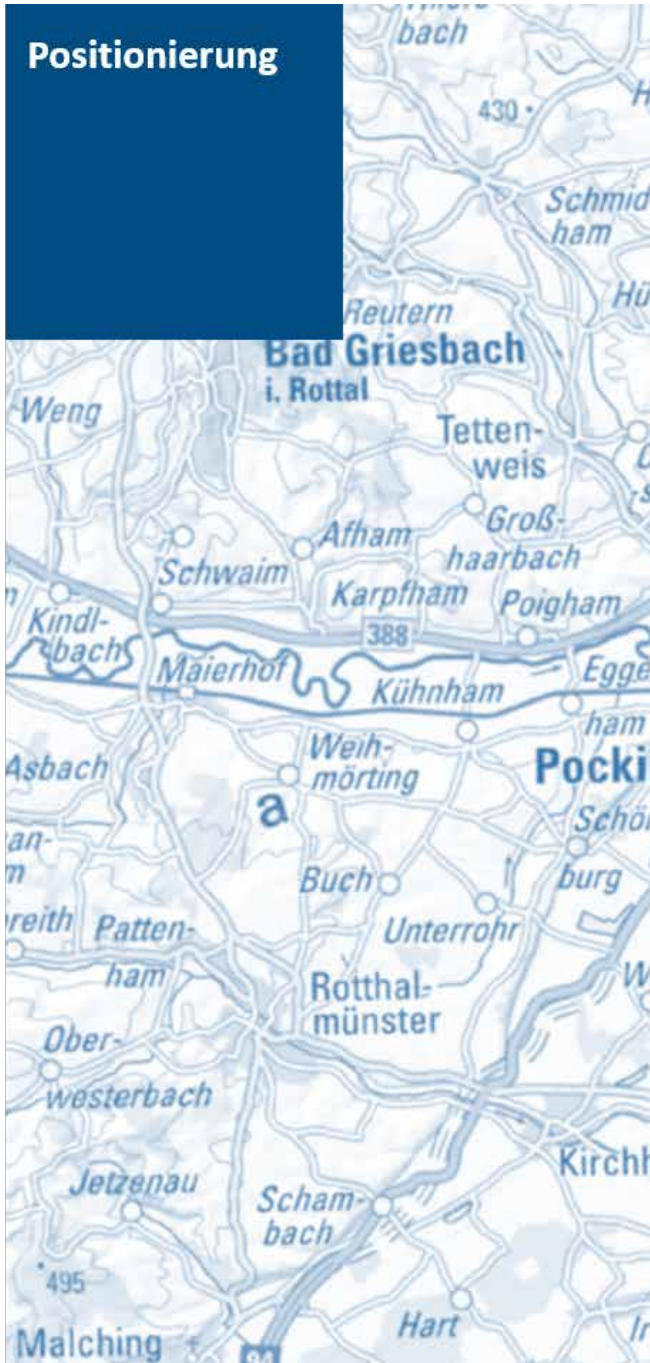 Positionierung
bach
430
Schmid
ham
Hü
Reutern
Bad Griesbach
i. Rottal
Weng
Tetten-
weis
Groß-
haarbach
Afham
Schwaim
Karpfham
Poigham
Kindl-
bach
388
Maierhof
Kühnham
Egge
ham
Weih-
mörting
Asbach
Pocki
a
Schön
burg
an-
m
Buch
Unterrohr
reith
Patten-
ham
Rotthal-
münster
W
Ober-
westerbach
Kirchh
Jetzenau
Scham-
bach
495
Hart
Malching